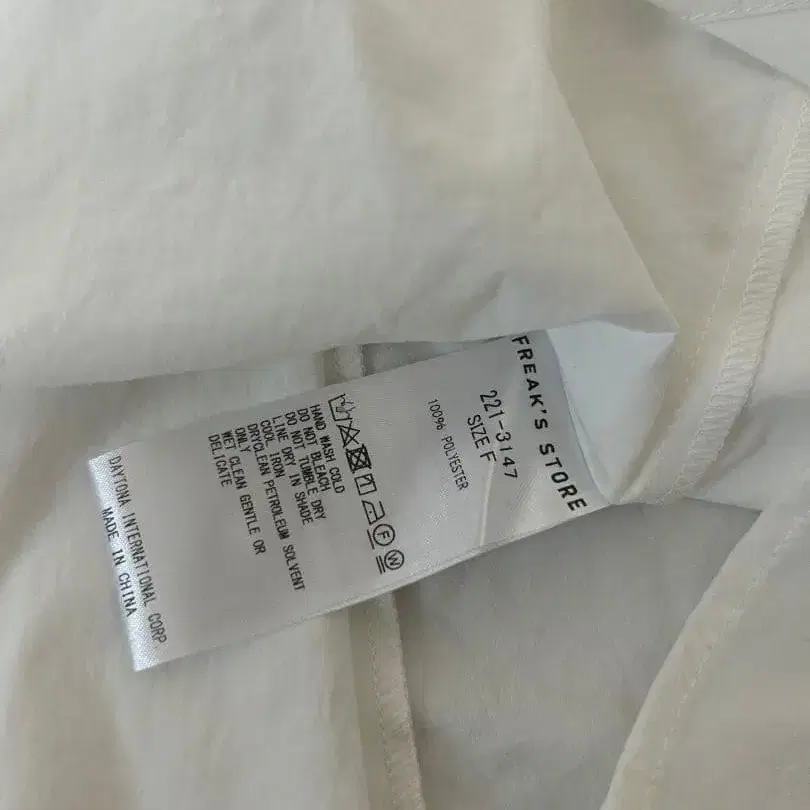 FREAK'S STORE
221-3147
SIZE F
100% POLYESTER
HAND WASH COLD
DO NOT BLEACH
DO NOT TUMBLE DRY
LINE DRY IN SHADE
COOL IRON
DRYCLEAN PETROLEUM SOLVENT
ONLY
WET CLEAN GENTLE OR
DELICATE
DAYTONA INTERNATIONAL CORP.
MADE IN CHINA